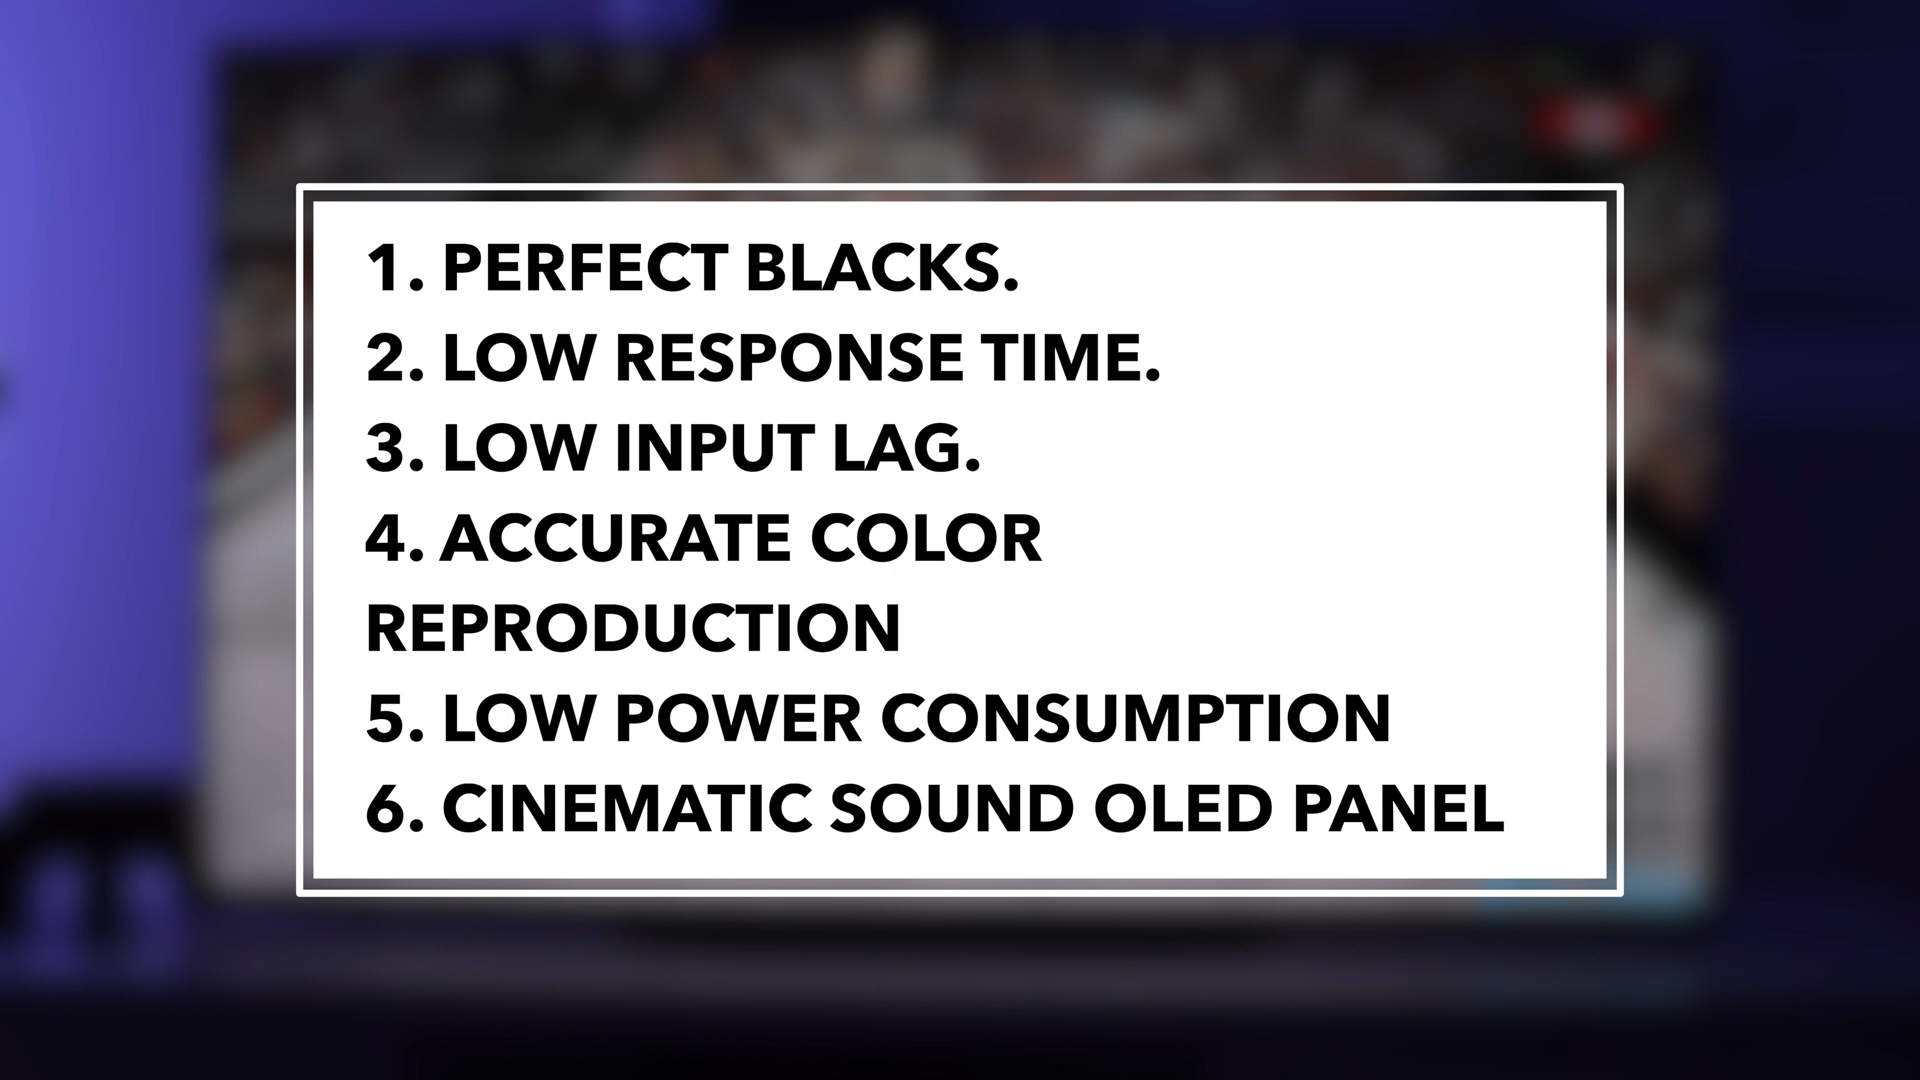 1. PERFECT BLACKS.
2. LOW RESPONSE TIME.
3. LOW INPUT LAG.
4. ACCURATE COLOR
REPRODUCTION
5. LOW POWER CONSUMPTION
6. CINEMATIC SOUND OLED PANEL